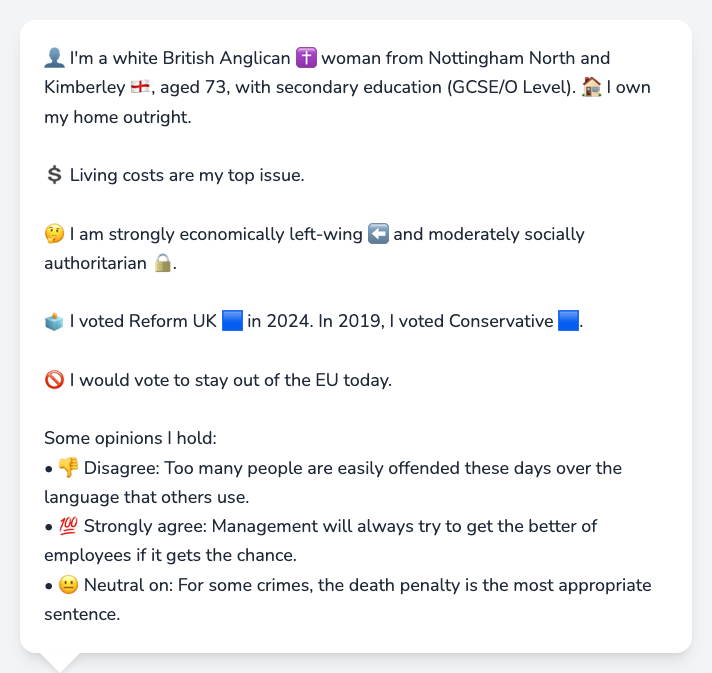 👤 I'm a white British Anglican ✝️ woman from Nottingham North and
Kimberley 🏴󠁧󠁢󠁥󠁮󠁧󠁿, aged 73, with secondary education (GCSE/O Level). 🏠 I own
my home outright.
💲 Living costs are my top issue.
🤔 I am strongly economically left-wing ⬅️ and moderately socially
authoritarian 🔒.
🗳️ I voted Reform UK 🟦 in 2024. In 2019, I voted Conservative 🟦.
🚫 I would vote to stay out of the EU today.
Some opinions I hold:
• 👎 Disagree: Too many people are easily offended these days over the
language that others use.
• 💯 Strongly agree: Management will always try to get the better of
employees if it gets the chance.
• 😐 Neutral on: For some crimes, the death penalty is the most appropriate
sentence.